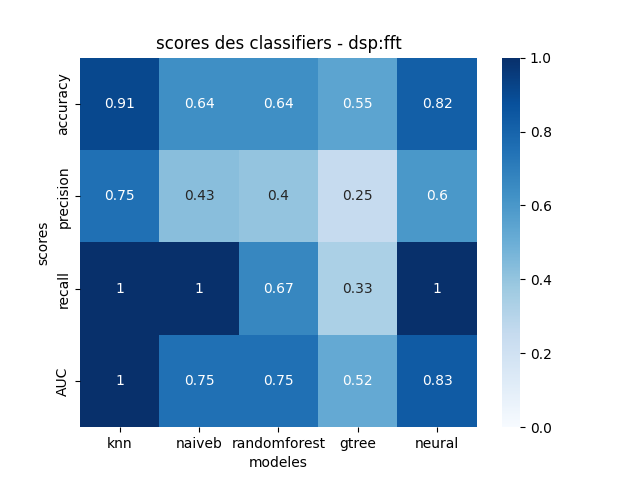 scores des classifiers - dsp:fft
accuracy 0.91 0.64 0.64 0.55 0.82
precision 0.75 0.43 0.4 0.25 0.6
recall 1 1 0.67 0.33 1
AUC 1 0.75 0.75 0.52 0.83
scores
knn naiveb randomforest gtree neural
modeles
1.0
0.8
0.6
0.4
0.2
0.0